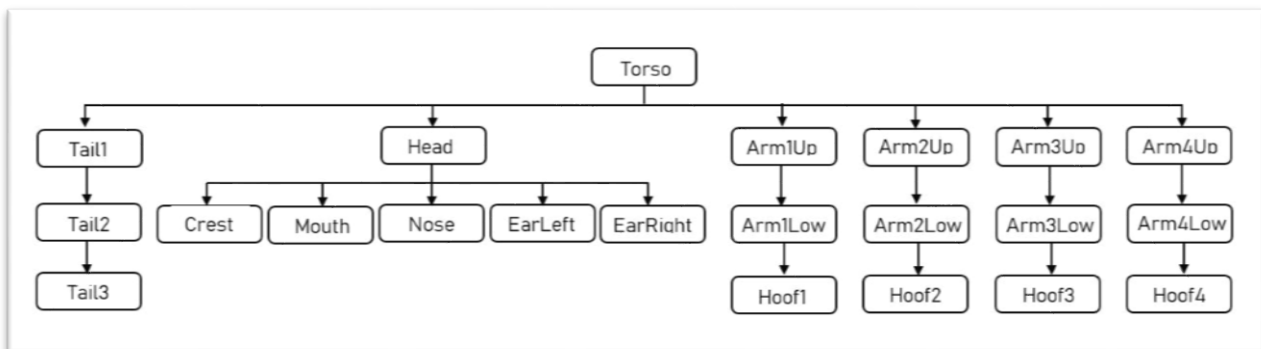 Torso
Tail1 Head Arm1Up Arm2Up Arm3Up Arm4Up
Tail2 Crest Mouth Nose EarLeft EarRight Arm1Low Arm2Low Arm3Low Arm4Low
Tail3 Hoof1 Hoof2 Hoof3 Hoof4